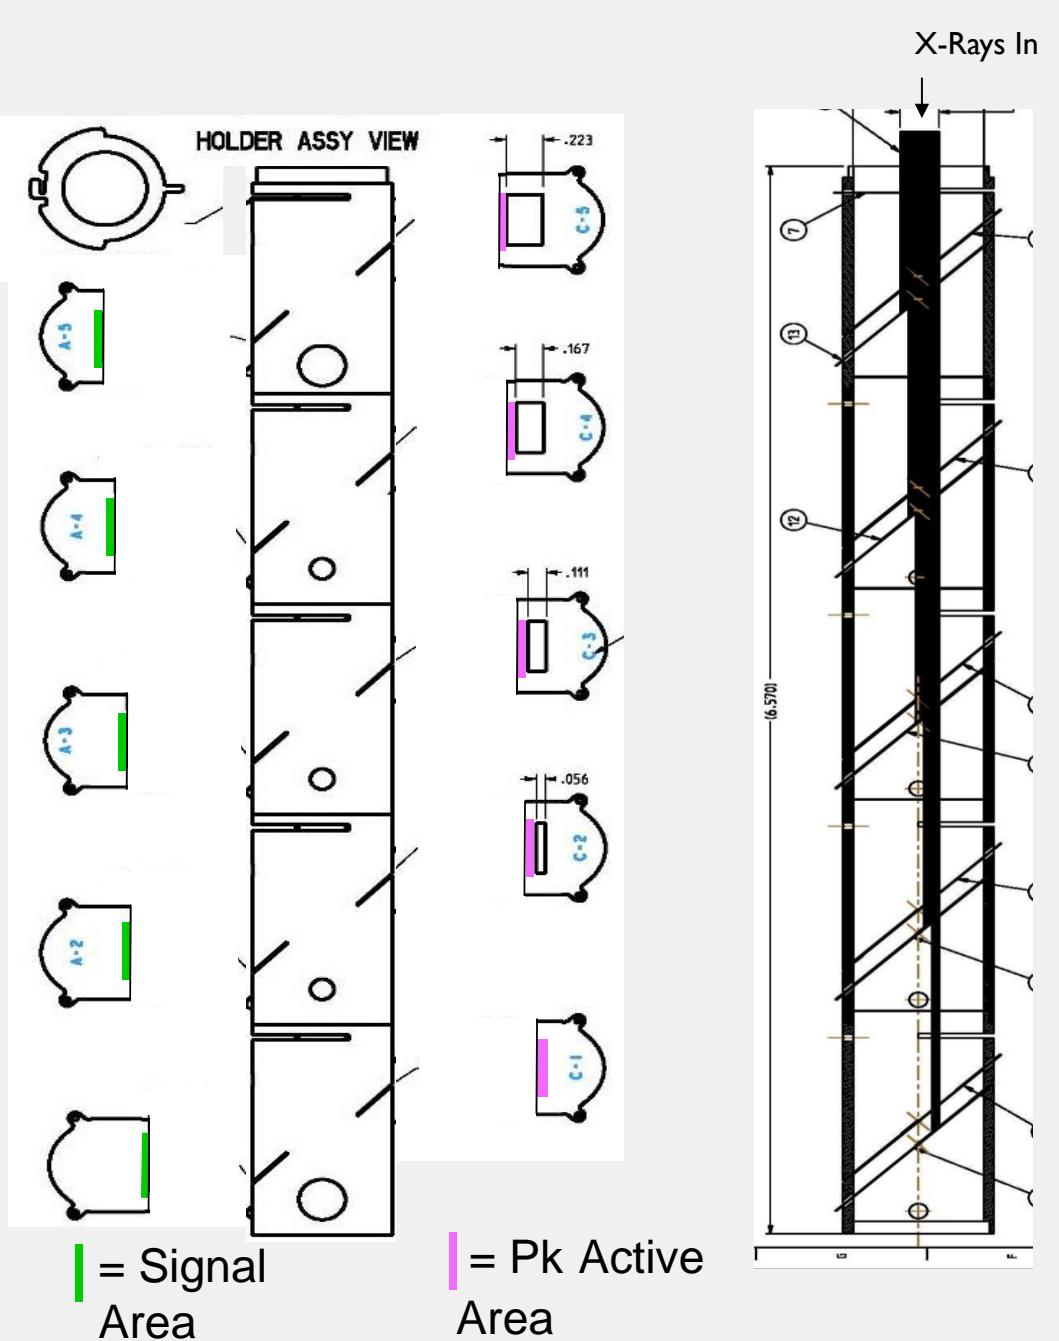 X-Rays In
HOLDER ASSY VIEW
.223
C-5
7
A-5
13
.167
C-4
A-4
12
.111
C-3
(6.570)
A-3
.056
C-2
A-2
C-1
= Signal
Area
= Pk Active
Area
G
F